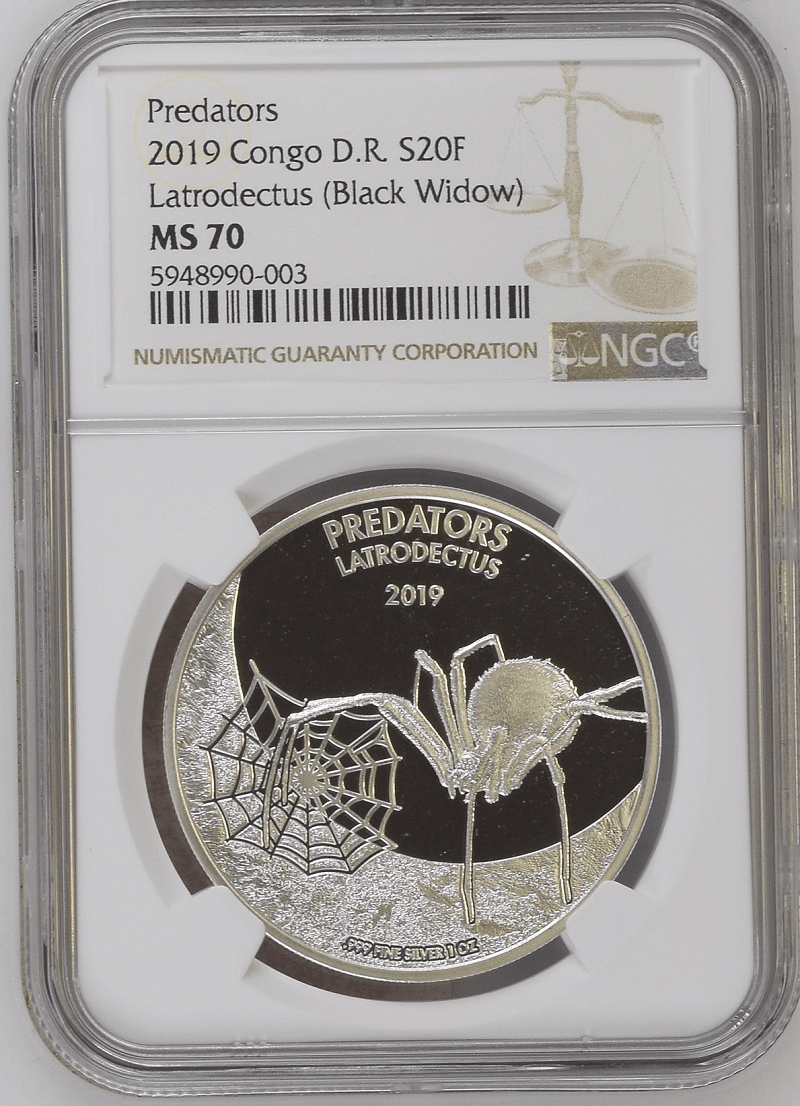 Predators
2019 Congo D.R. S20F
Latrodectus (Black Widow)
MS 70
5948990-003
NUMISMATIC GUARANTY CORPORATION
NGC®
PREDATORS
LATRODECTUS
2019
.999 FINE SILVER 1 OZ